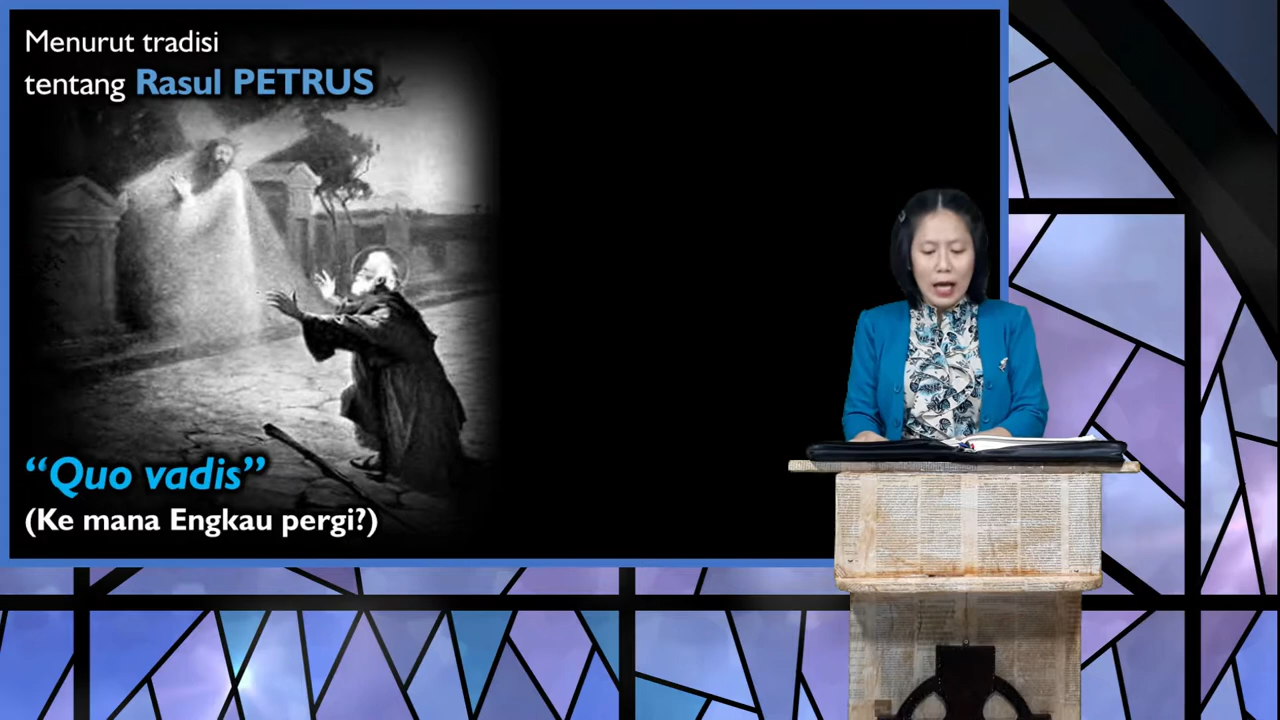 Menurut tradisi
tentang Rasul PETRUS
“Quo vadis”
(Ke mana Engkau pergi?)